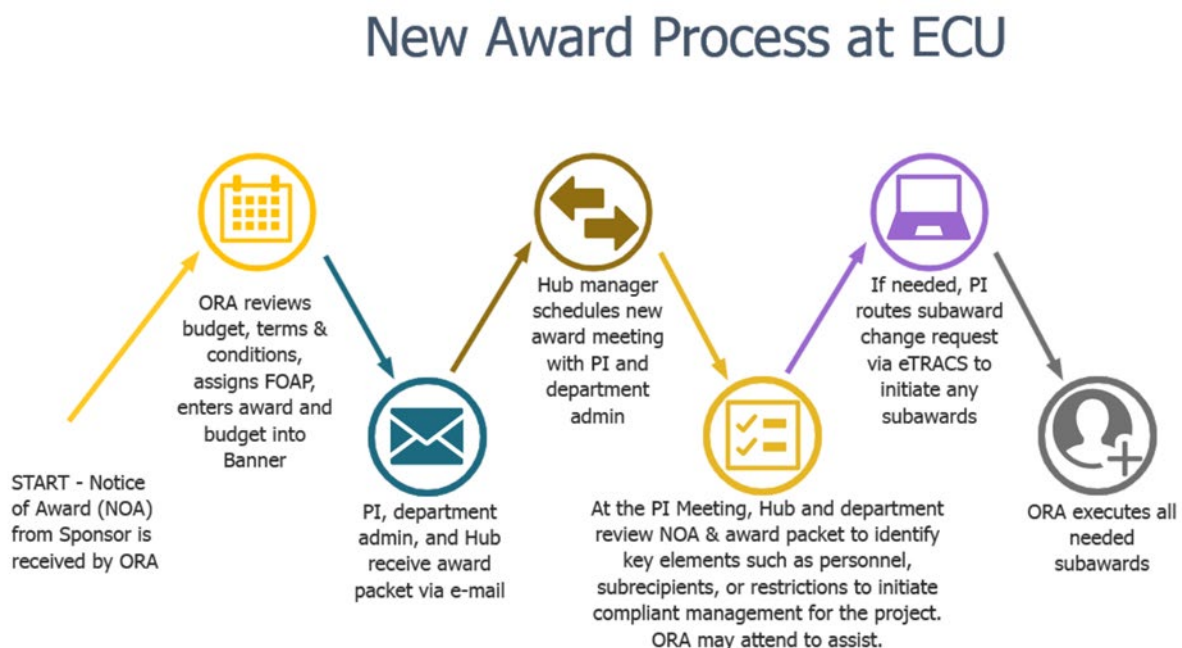 New Award Process at ECU
START - Notice
of Award (NOA)
from Sponsor is
received by ORA
ORA reviews
budget, terms &
conditions,
assigns FOAP,
enters award and
budget into
Banner
PI, department
admin, and Hub
receive award
packet via e-mail
Hub manager
schedules new
award meeting
with PI and
department
admin
At the PI Meeting, Hub and department
review NOA & award packet to identify
key elements such as personnel,
subrecipients, or restrictions to initiate
compliant management for the project.
ORA may attend to assist.
If needed, PI
routes subaward
change request
via eTRACS to
initiate any
subawards
ORA executes all
needed
subawards